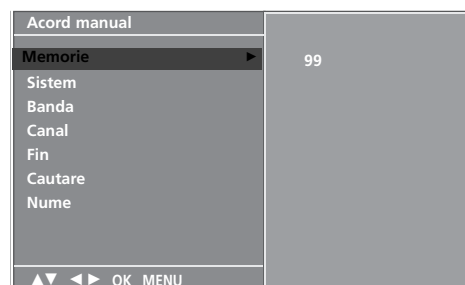 Acord manual
Memorie ► 99
Sistem
Banda
Canal
Fin
Cautare
Nume
▲▼ ◄► OK MENU